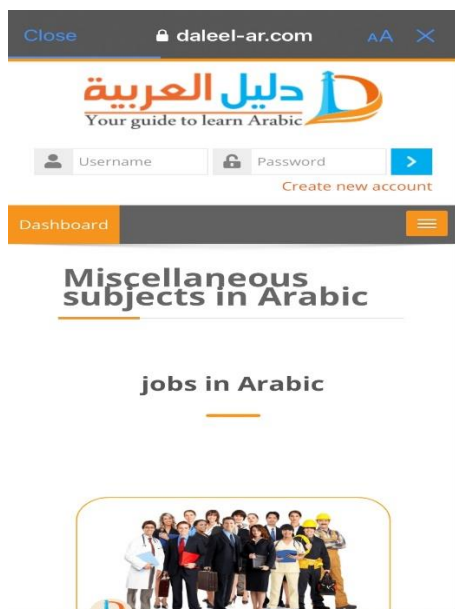 Close daleel-ar.com AA
دليل العربية
Your guide to learn Arabic
Username Password
Create new account
Dashboard
Miscellaneous
subjects in Arabic
jobs in Arabic